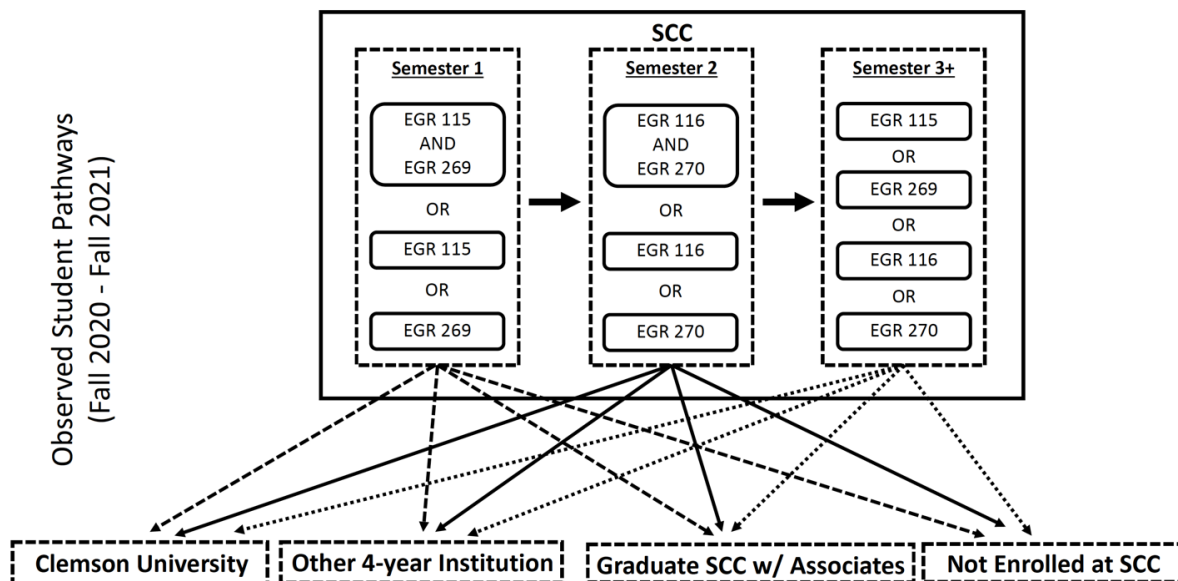 Observed Student Pathways
(Fall 2020 - Fall 2021)
SCC
Semester 1
EGR 115
AND
EGR 269
OR
EGR 115
OR
EGR 269
Semester 2
EGR 116
AND
EGR 270
OR
EGR 116
OR
EGR 270
Semester 3+
EGR 115
OR
EGR 269
OR
EGR 116
OR
EGR 270
Clemson University
Other 4-year Institution
Graduate SCC w/ Associates
Not Enrolled at SCC